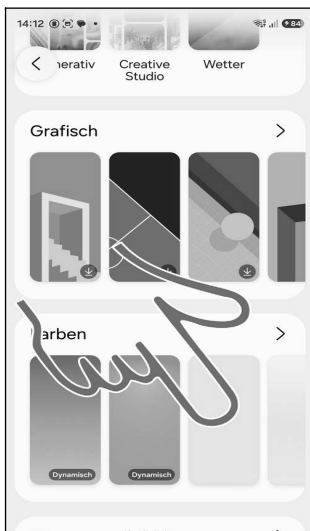 14:12 84
nerativ Creative Studio Wetter
Grafisch
arben
Dynamisch Dynamisch